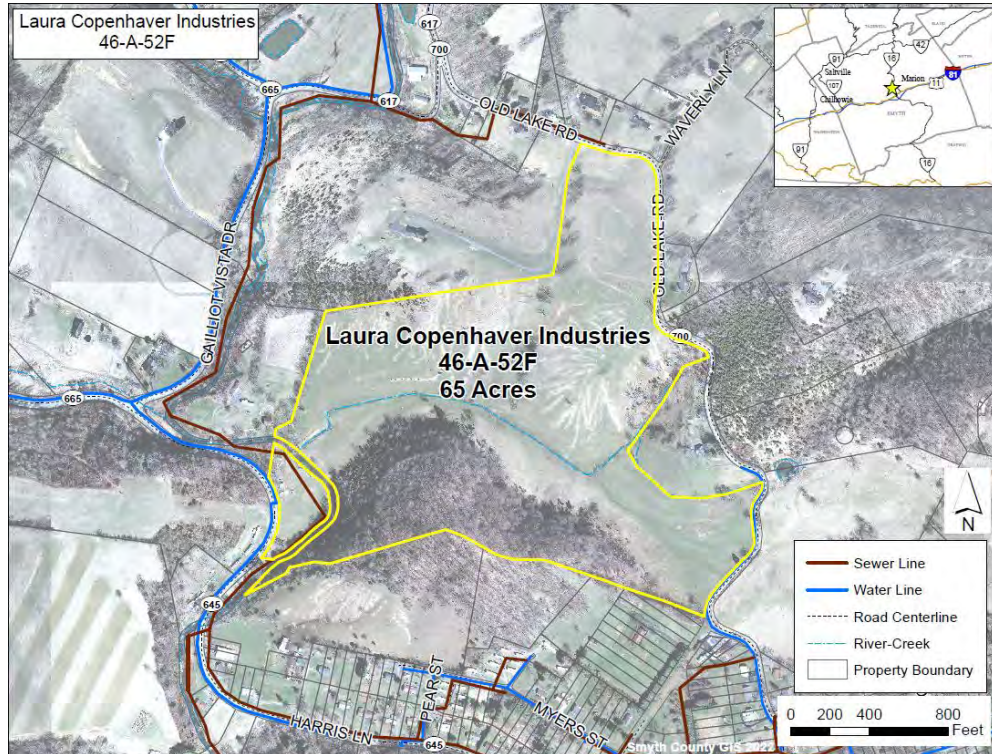 Laura Copenhaver Industries
46-A-52F
617
700
665
617
OLD LAKE RD
WAVERLY LN
OLD LAKE RD
GAILLIOT VISTA DR
Laura Copenhaver Industries
46-A-52F
65 Acres
700
665
645
HARRIS LN
PEAR ST
MYERS ST
645
42
91
16
Saltville
107
Chilhowie
Marion
11
81
SMYTH
91
16
N
Sewer Line
Water Line
Road Centerline
River-Creek
Property Boundary
0 200 400 800
Feet
Smyth County GIS 2022